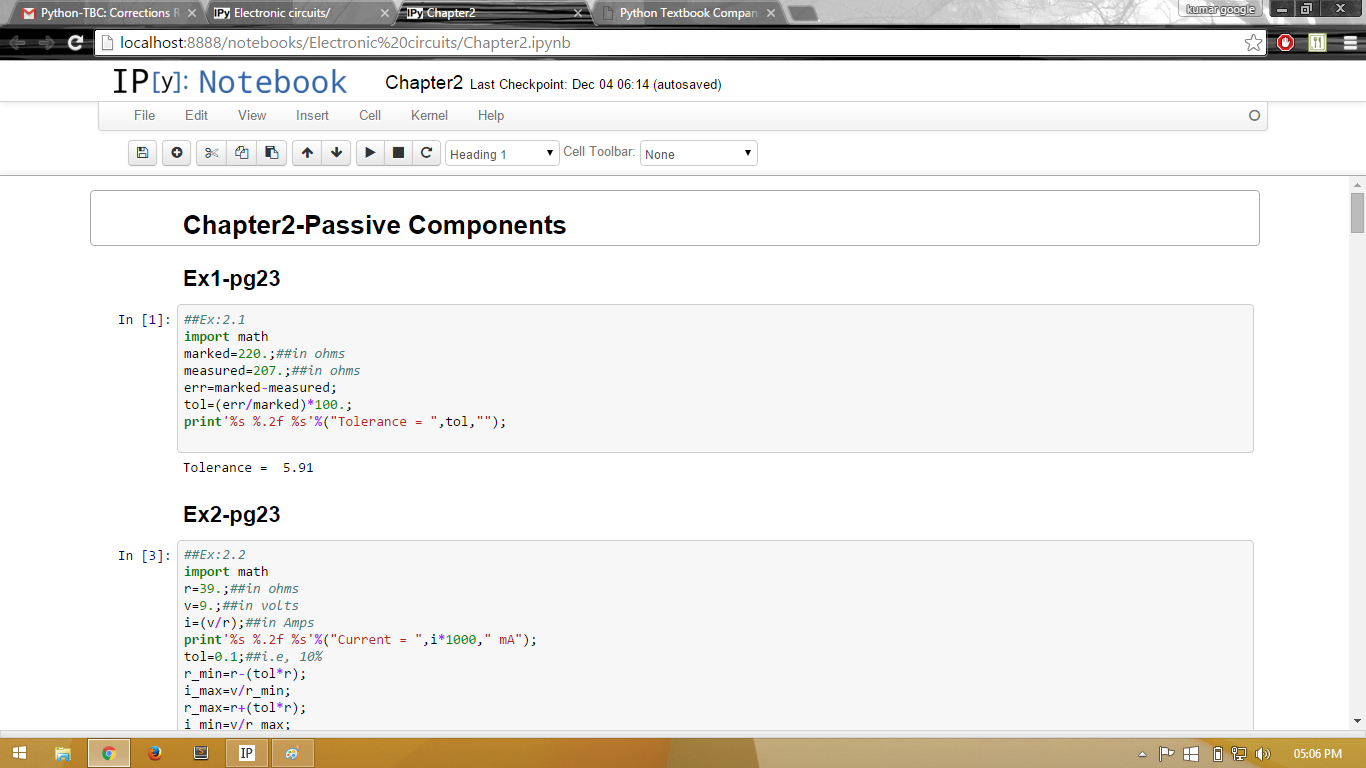 Python-TBC: Corrections R
IPy Electronic circuits/
IPy Chapter2
Python Textbook Compan
kumar google
localhost:8888/notebooks/Electronic%20circuits/Chapter2.ipynb
IP[y]: Notebook
Chapter2 Last Checkpoint: Dec 04 06:14 (autosaved)
File Edit View Insert Cell Kernel Help
Heading 1 Cell Toolbar: None
Chapter2-Passive Components
Ex1-pg23
In [1]: ##Ex:2.1
import math
marked=220.;##in ohms
measured=207.;##in ohms
err=marked-measured;
tol=(err/marked)*100.;
print'%s %.2f %s'%("Tolerance = ",tol,"");
Tolerance =  5.91
Ex2-pg23
In [3]: ##Ex:2.2
import math
r=39.;##in ohms
v=9.;##in volts
i=(v/r);##in Amps
print'%s %.2f %s'%("Current = ",i*1000," mA");
tol=0.1;##i.e, 10%
r_min=r-(tol*r);
i_max=v/r_min;
r_max=r+(tol*r);
i_min=v/r_max;
IP
05:06 PM